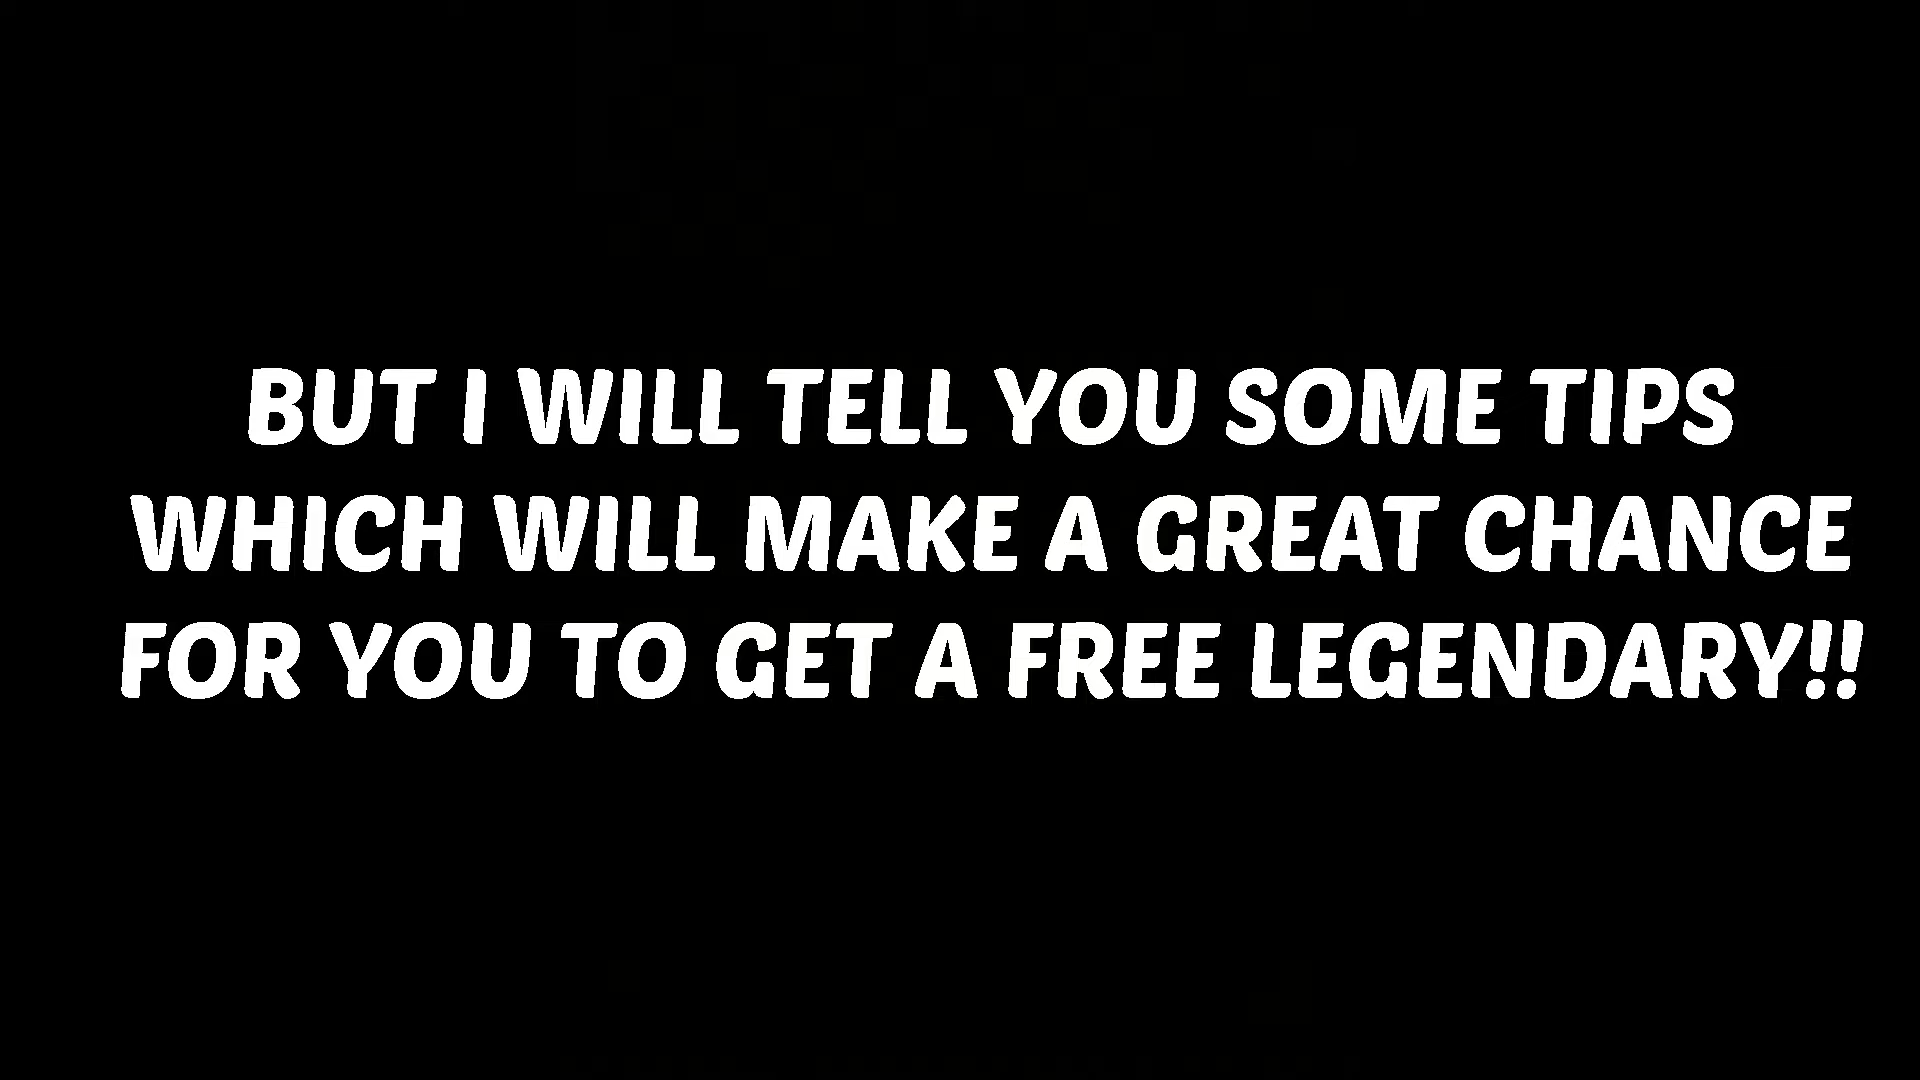 BUT I WILL TELL YOU SOME TIPS
WHICH WILL MAKE A GREAT CHANCE
FOR YOU TO GET A FREE LEGENDARY!!